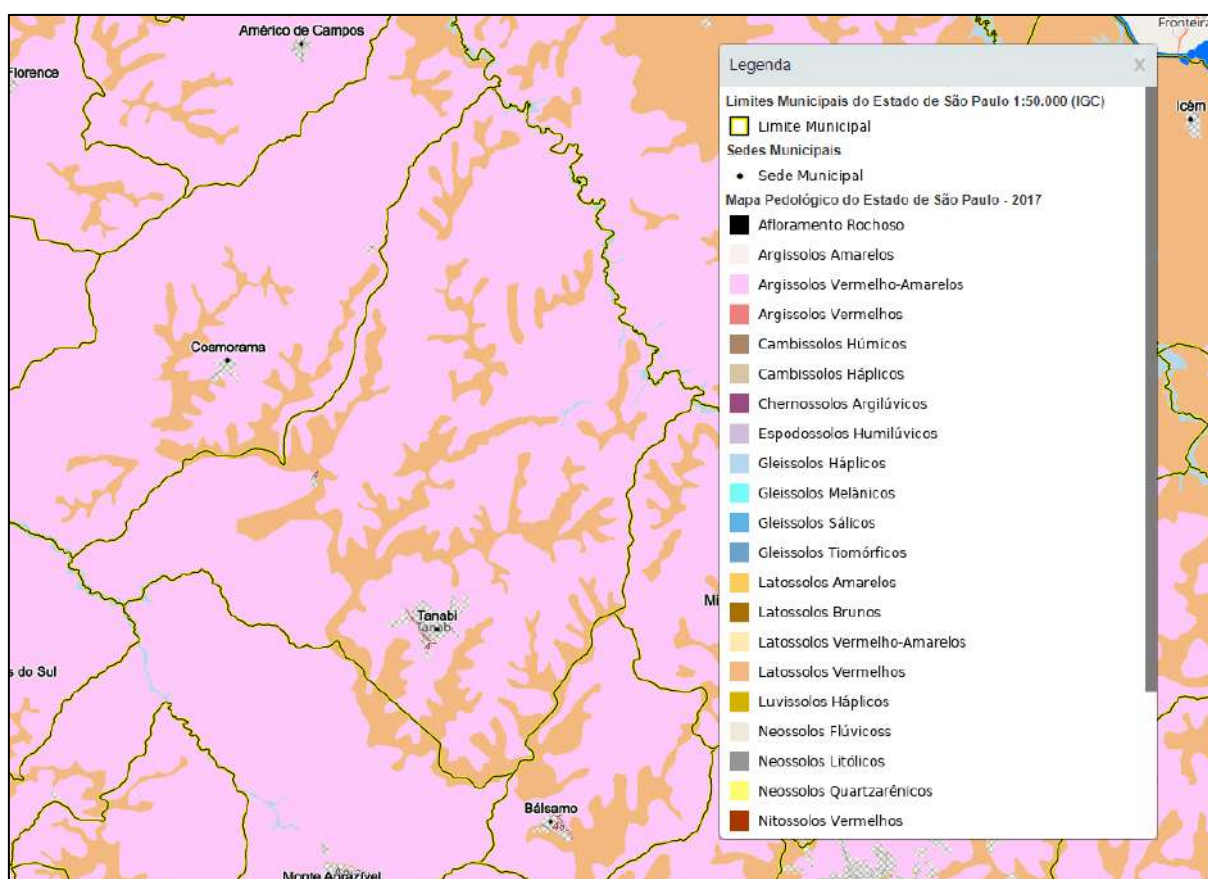 Américo de Campos
Fronteira
Florence
Icém
Cosmorama
Tanabi
Tanab
Mi
s do Sul
Bálsamo
Monte Aprazível
Legenda
X
Limites Municipais do Estado de São Paulo 1:50.000 (IGC)
Limite Municipal
Sedes Municipais
Sede Municipal
Mapa Pedológico do Estado de São Paulo - 2017
Afloramento Rochoso
Argissolos Amarelos
Argissolos Vermelho-Amarelos
Argissolos Vermelhos
Cambissolos Húmicos
Cambissolos Háplicos
Chernossolos Argilúvicos
Espodossolos Humilúvicos
Gleissolos Háplicos
Gleissolos Melânicos
Gleissolos Sálicos
Gleissolos Tiomórficos
Latossolos Amarelos
Latossolos Brunos
Latossolos Vermelho-Amarelos
Latossolos Vermelhos
Luvissolos Háplicos
Neossolos Flúvicoss
Neossolos Litólicos
Neossolos Quartzarênicos
Nitossolos Vermelhos